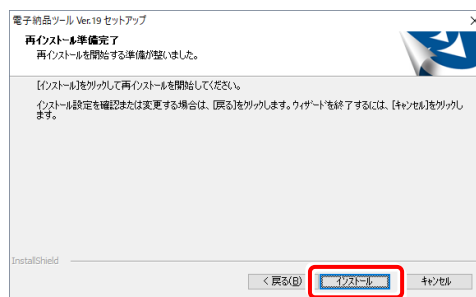 電子納品ツール Ver.19 セットアップ
再インストール準備完了
再インストールを開始する準備が整いました。
[インストール]をクリックして再インストールを開始してください。
インストール設定を確認または変更する場合は、[戻る]をクリックします。ウィザードを終了するには、[キャンセル]をクリックし
ます。
InstallShield
< 戻る(B)
インストール
キャンセル